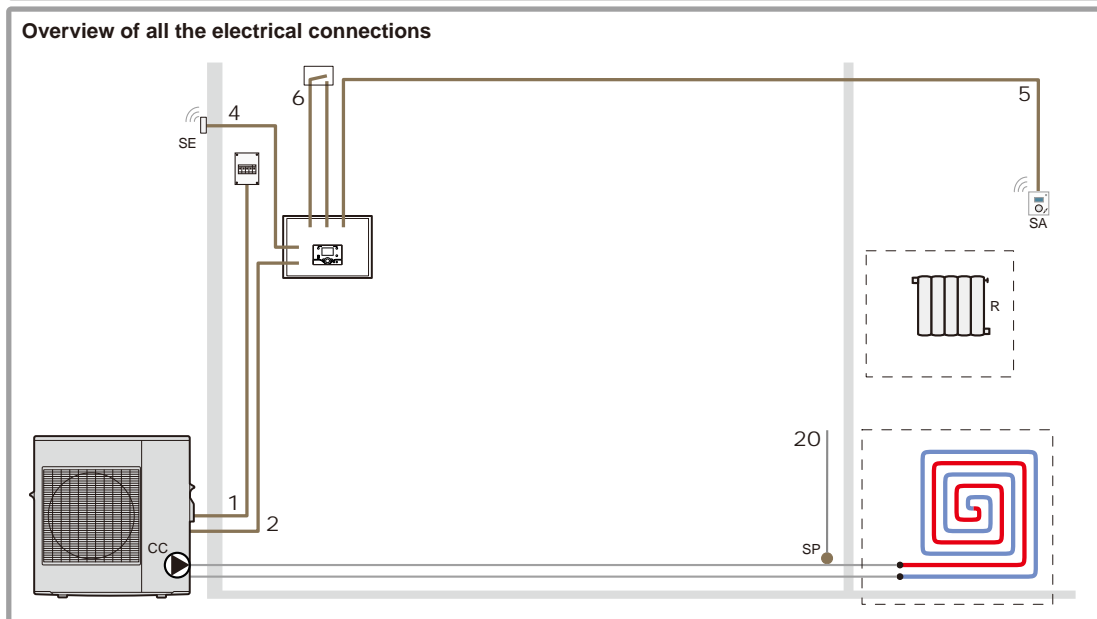 Overview of all the electrical connections
6
5
4
SE
SA
R
20
1
2
CC
SP